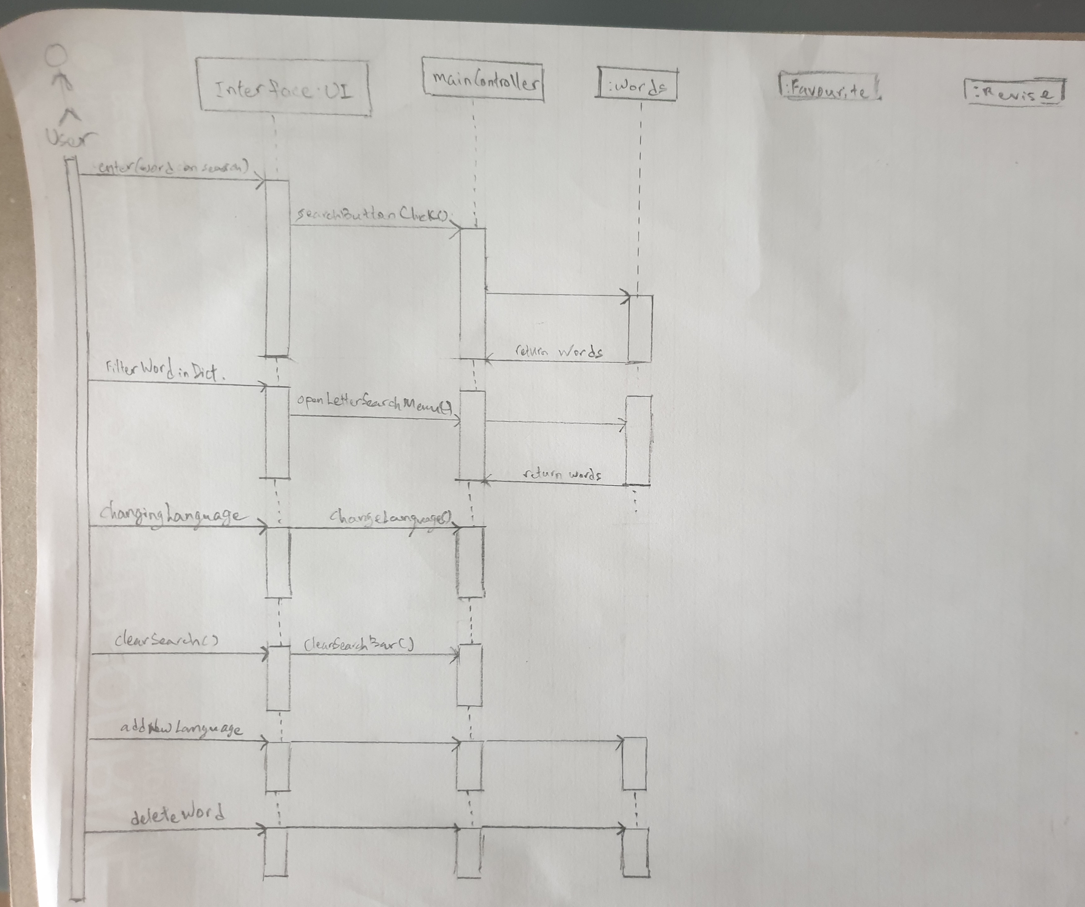 User
Interface:UI
mainController
:Words
:Favourite
:Revise
enter(word in search)
searchButtonClick()
return words
FilterWord in Dict.
openLetterSearchMenu()
return words
changingLanguage
ChangeLanguage()
clearSearch()
ClearSearchBar()
addNewLanguage
deleteWord